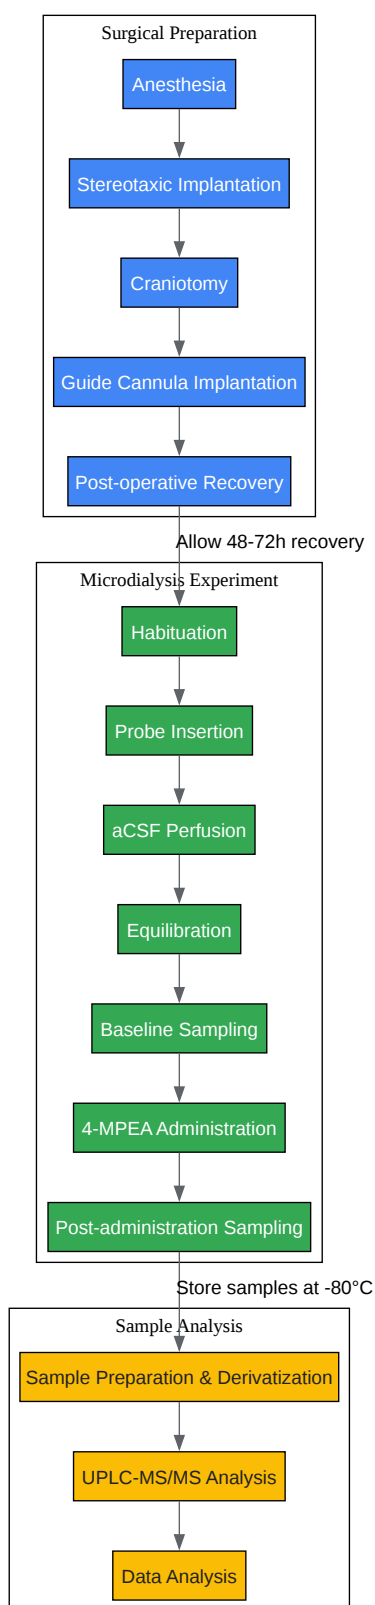 Surgical Preparation
Anesthesia
Stereotaxic Implantation
Craniotomy
Guide Cannula Implantation
Post-operative Recovery
Allow 48-72h recovery
Microdialysis Experiment
Habituation
Probe Insertion
aCSF Perfusion
Equilibration
Baseline Sampling
4-MPEA Administration
Post-administration Sampling
Store samples at -80°C
Sample Analysis
Sample Preparation & Derivatization
UPLC-MS/MS Analysis
Data Analysis